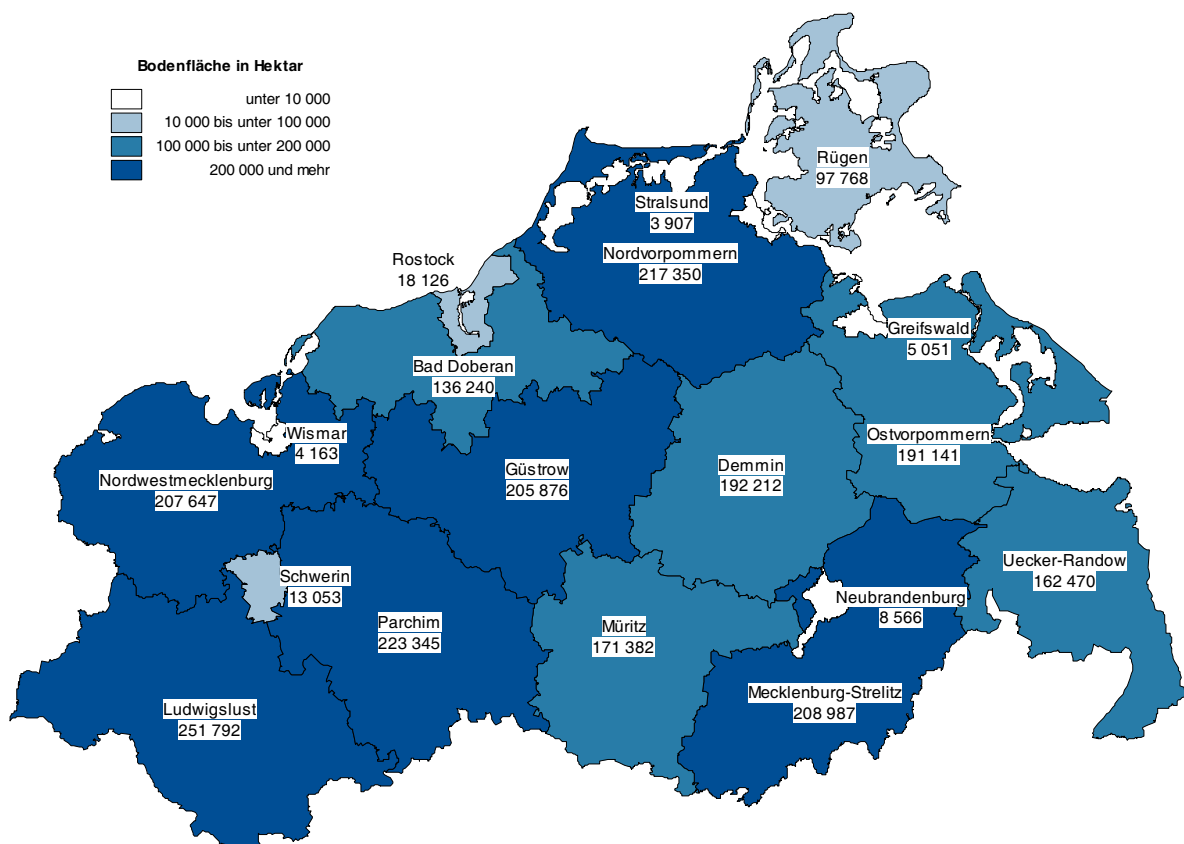 Bodenfläche in Hektar
unter 10 000
10 000 bis unter 100 000
100 000 bis unter 200 000
200 000 und mehr
Rügen
97 768
Stralsund
3 907
Nordvorpommern
217 350
Rostock
18 126
Greifswald
5 051
Bad Doberan
136 240
Wismar
4 163
Ostvorpommern
191 141
Nordwestmecklenburg
207 647
Güstrow
205 876
Demmin
192 212
Uecker-Randow
162 470
Schwerin
13 053
Neubrandenburg
8 566
Parchim
223 345
Müritz
171 382
Mecklenburg-Strelitz
208 987
Ludwigslust
251 792